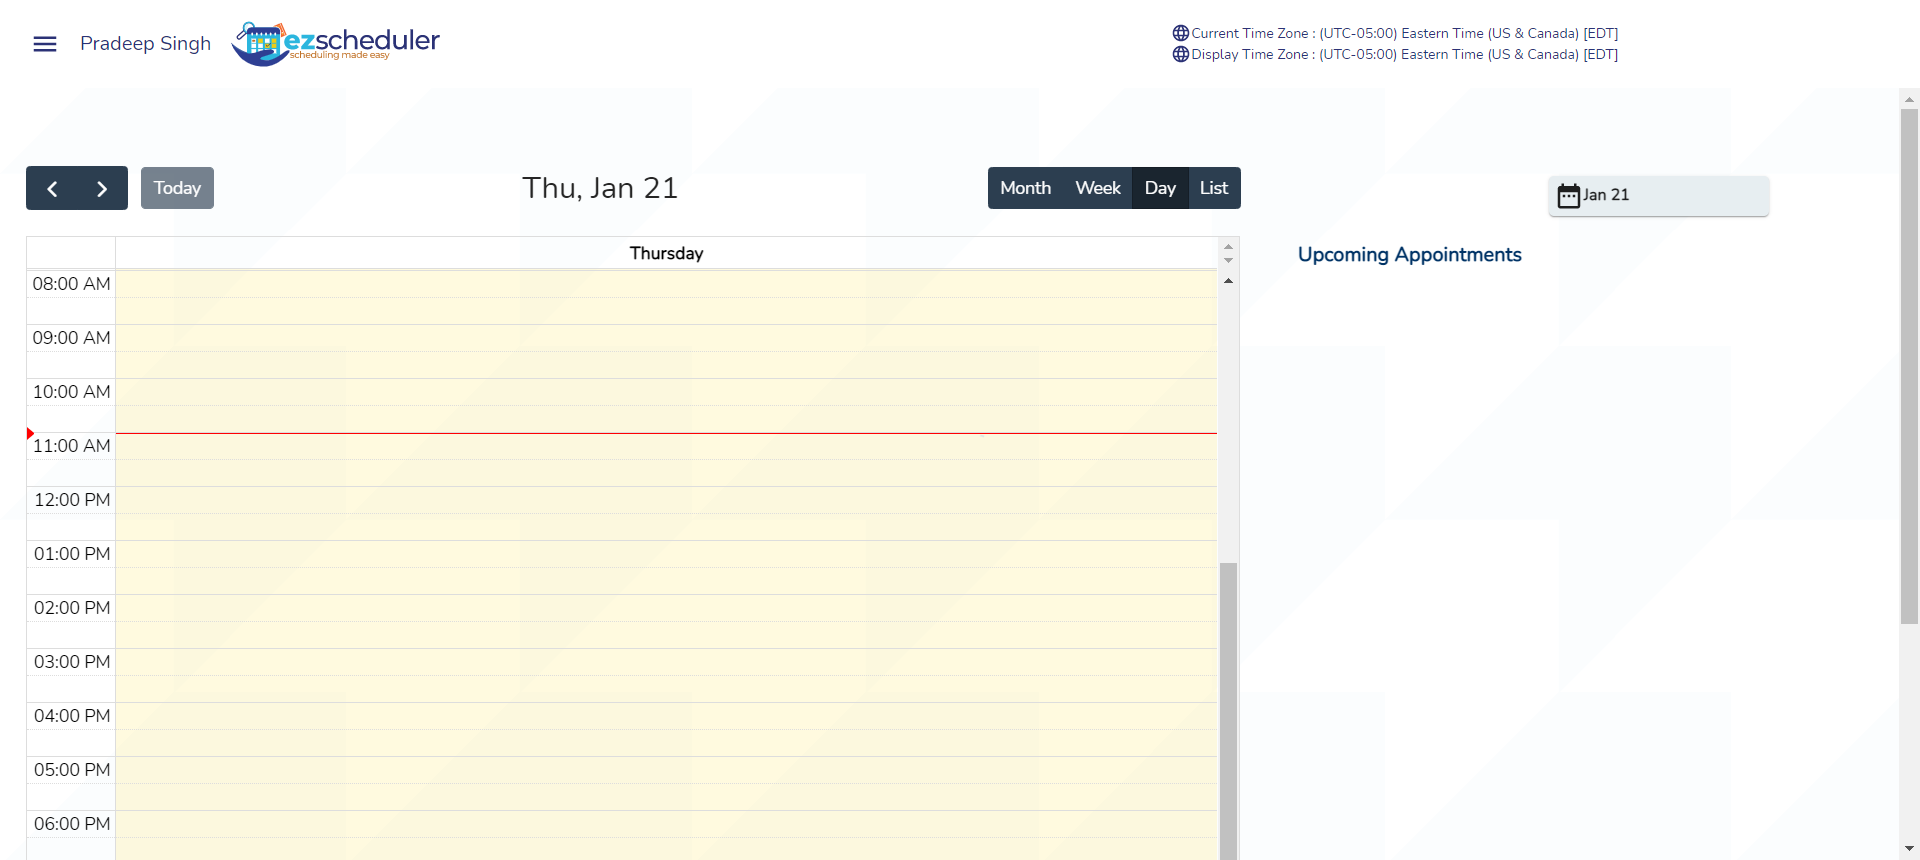 Pradeep Singh
ezscheduler
scheduling made easy
Current Time Zone : (UTC-05:00) Eastern Time (US & Canada) [EDT]
Display Time Zone : (UTC-05:00) Eastern Time (US & Canada) [EDT]
Today
Thu, Jan 21
Month Week Day List
Jan 21
Thursday
Upcoming Appointments
08:00 AM
09:00 AM
10:00 AM
11:00 AM
12:00 PM
01:00 PM
02:00 PM
03:00 PM
04:00 PM
05:00 PM
06:00 PM